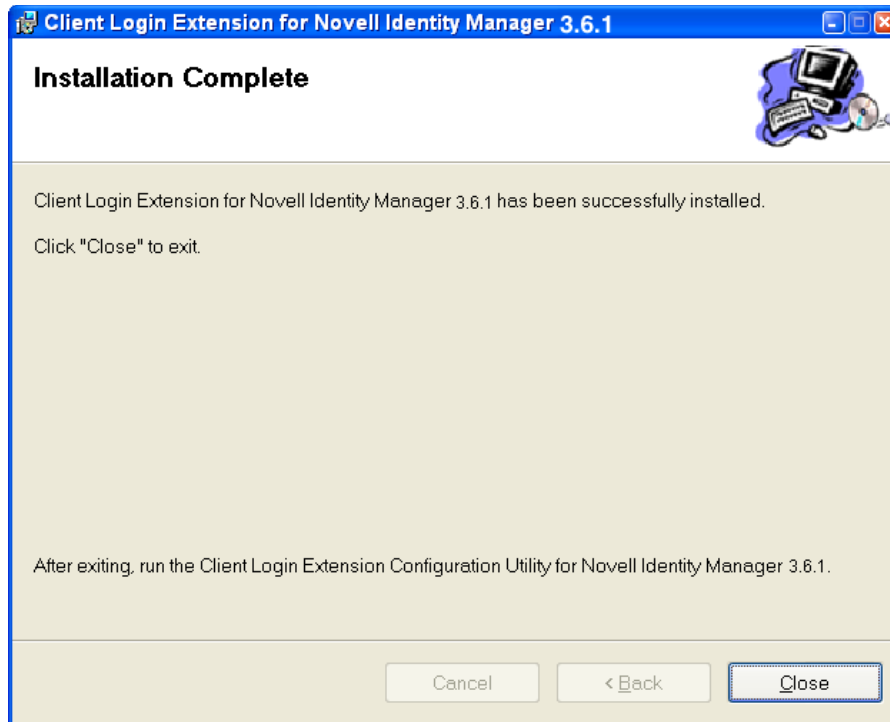 Client Login Extension for Novell Identity Manager 3.6.1
Installation Complete
Client Login Extension for Novell Identity Manager 3.6.1 has been successfully installed.
Click "Close" to exit.
After exiting, run the Client Login Extension Configuration Utility for Novell Identity Manager 3.6.1.
Cancel
< Back
Close